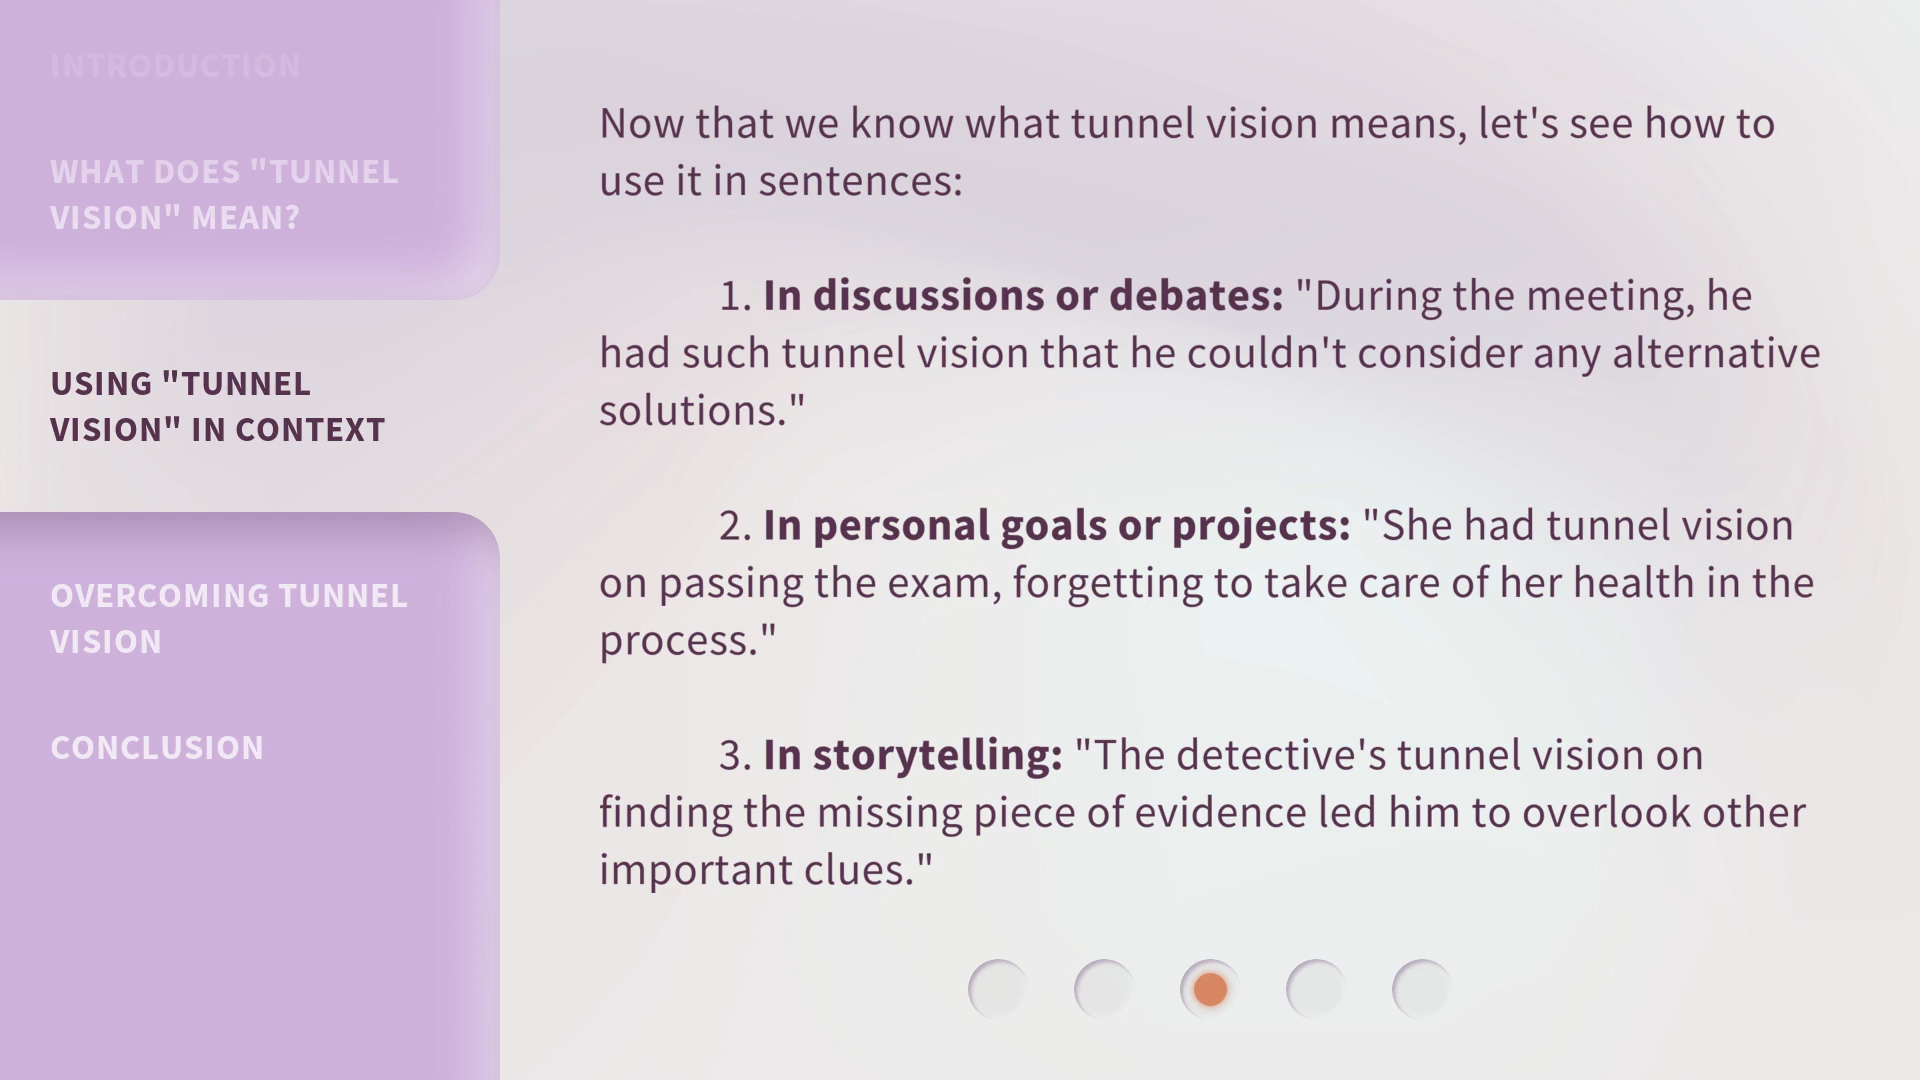 INTRODUCTION
WHAT DOES "TUNNEL
VISION" MEAN?
USING "TUNNEL
VISION" IN CONTEXT
OVERCOMING TUNNEL
VISION
CONCLUSION
Now that we know what tunnel vision means, let's see how to
use it in sentences:
1. In discussions or debates: "During the meeting, he
had such tunnel vision that he couldn't consider any alternative
solutions."
2. In personal goals or projects: "She had tunnel vision
on passing the exam, forgetting to take care of her health in the
process."
3. In storytelling: "The detective's tunnel vision on
finding the missing piece of evidence led him to overlook other
important clues."